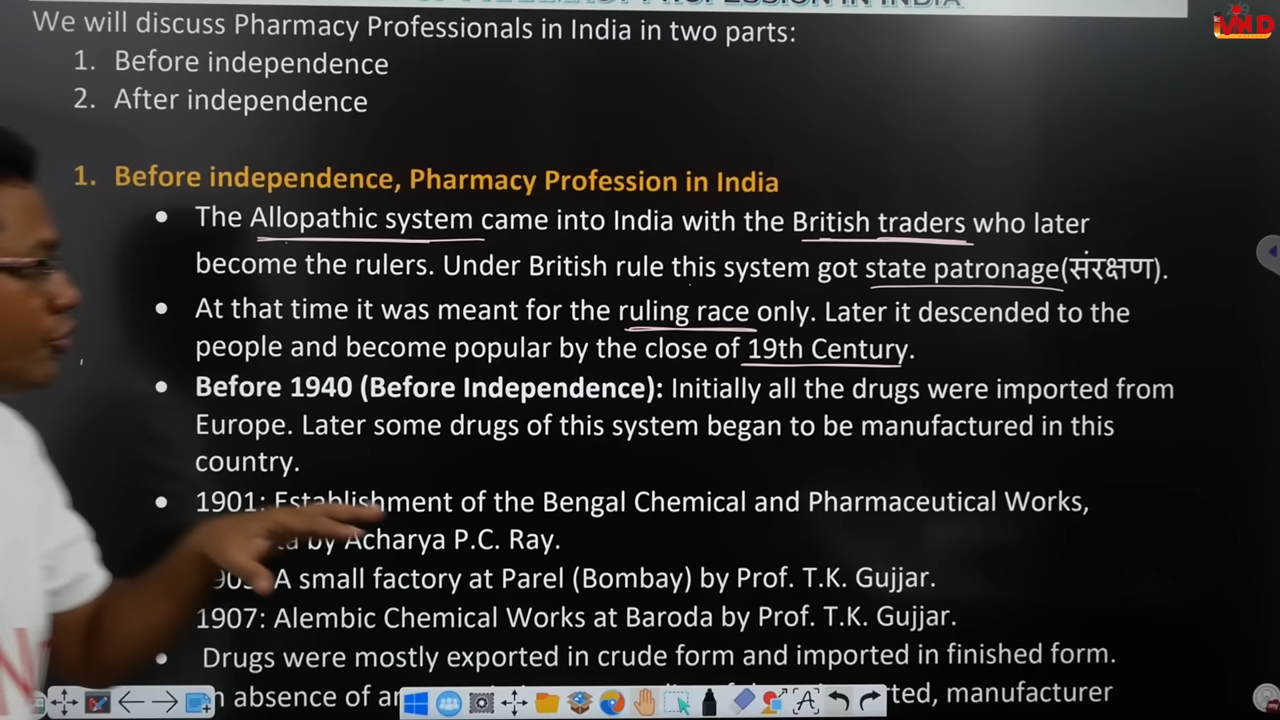 We will discuss Pharmacy Professionals in India in two parts:
1. Before independence
2. After independence
1. Before independence, Pharmacy Profession in India
• The Allopathic system came into India with the British traders who later
become the rulers. Under British rule this system got state patronage(संरक्षण).
• At that time it was meant for the ruling race only. Later it descended to the
people and become popular by the close of 19th Century.
• Before 1940 (Before Independence): Initially all the drugs were imported from
Europe. Later some drugs of this system began to be manufactured in this
country.
• 1901: Establishment of the Bengal Chemical and Pharmaceutical Works,
by Acharya P.C. Ray.
A small factory at Parel (Bombay) by Prof. T.K. Gujjar.
1907: Alembic Chemical Works at Baroda by Prof. T.K. Gujjar.
• Drugs were mostly exported in crude form and imported in finished form.
absence of manufacturer